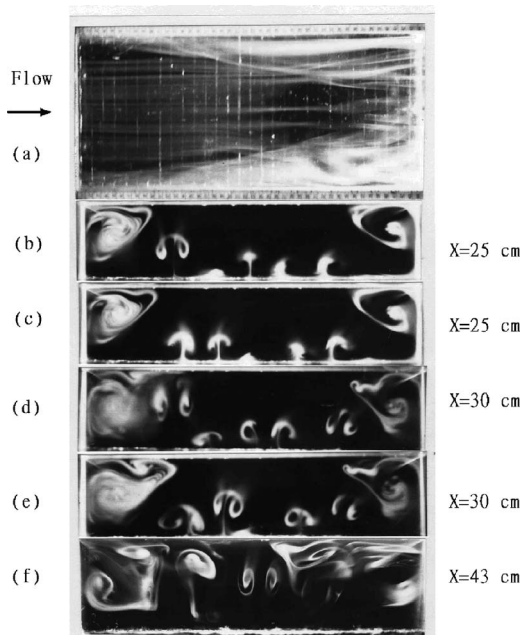 Flow
(a)
(b)
X=25 cm
(c)
X=25 cm
(d)
X=30 cm
(e)
X=30 cm
(f)
X=43 cm